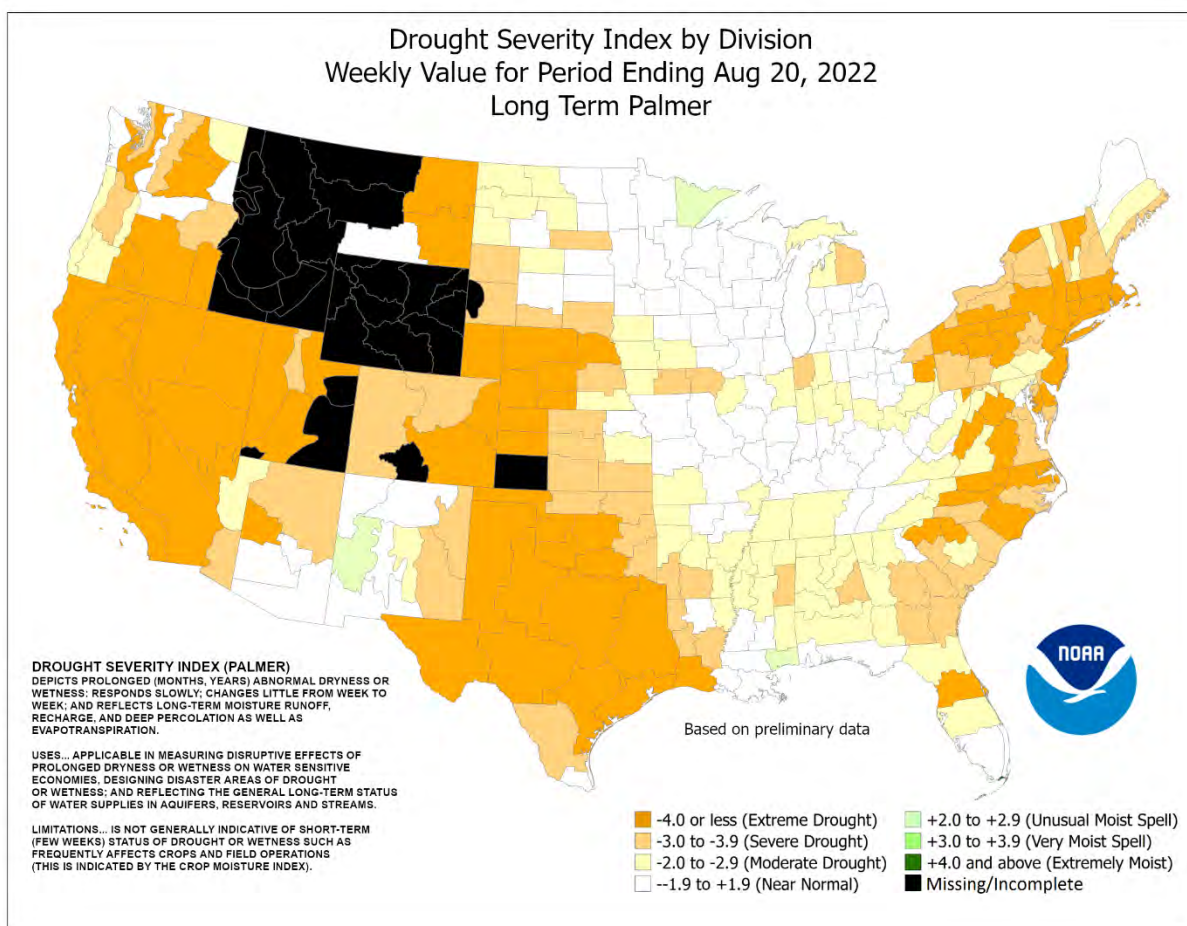 Drought Severity Index by Division
Weekly Value for Period Ending Aug 20, 2022
Long Term Palmer
DROUGHT SEVERITY INDEX (PALMER)
DEPICTS PROLONGED (MONTHS, YEARS) ABNORMAL DRYNESS OR
WETNESS: RESPONDS SLOWLY; CHANGES LITTLE FROM WEEK TO
WEEK; AND REFLECTS LONG-TERM MOISTURE RUNOFF,
RECHARGE, AND DEEP PERCOLATION AS WELL AS
EVAPOTRANSPIRATION.
USES... APPLICABLE IN MEASURING DISRUPTIVE EFFECTS OF
PROLONGED DRYNESS OR WETNESS ON WATER SENSITIVE
ECONOMIES, DESIGNING DISASTER AREAS OF DROUGHT
OR WETNESS; AND REFLECTING THE GENERAL LONG-TERM STATUS
OF WATER SUPPLIES IN AQUIFERS, RESERVOIRS AND STREAMS.
LIMITATIONS... IS NOT GENERALLY INDICATIVE OF SHORT-TERM
(FEW WEEKS) STATUS OF DROUGHT OR WETNESS SUCH AS
FREQUENTLY AFFECTS CROPS AND FIELD OPERATIONS
(THIS IS INDICATED BY THE CROP MOISTURE INDEX).
NOAA
Based on preliminary data
-4.0 or less (Extreme Drought)
-3.0 to -3.9 (Severe Drought)
-2.0 to -2.9 (Moderate Drought)
--1.9 to +1.9 (Near Normal)
+2.0 to +2.9 (Unusual Moist Spell)
+3.0 to +3.9 (Very Moist Spell)
+4.0 and above (Extremely Moist)
Missing/Incomplete